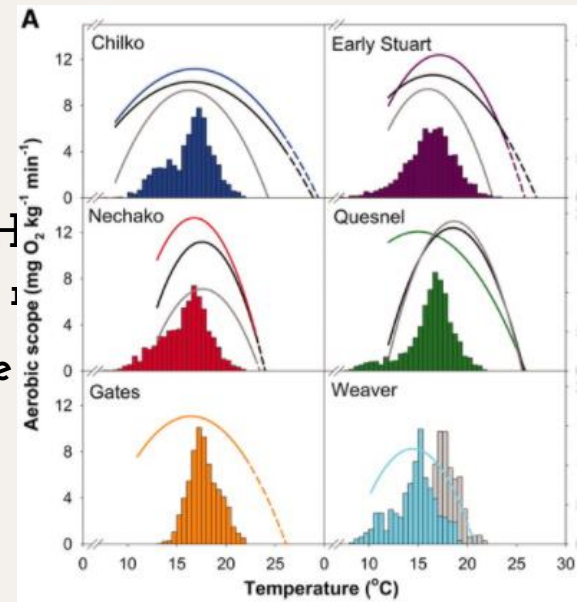 A
Chilko
Early Stuart
12
8
4
0
Nechako
Quesnel
12
8
4
0
Gates
Weaver
12
8
4
0
0 10 15 20 25 0 10 15 20 25 30
Aerobic scope (mg O₂ kg⁻¹ min⁻¹)
Temperature (°C)
e